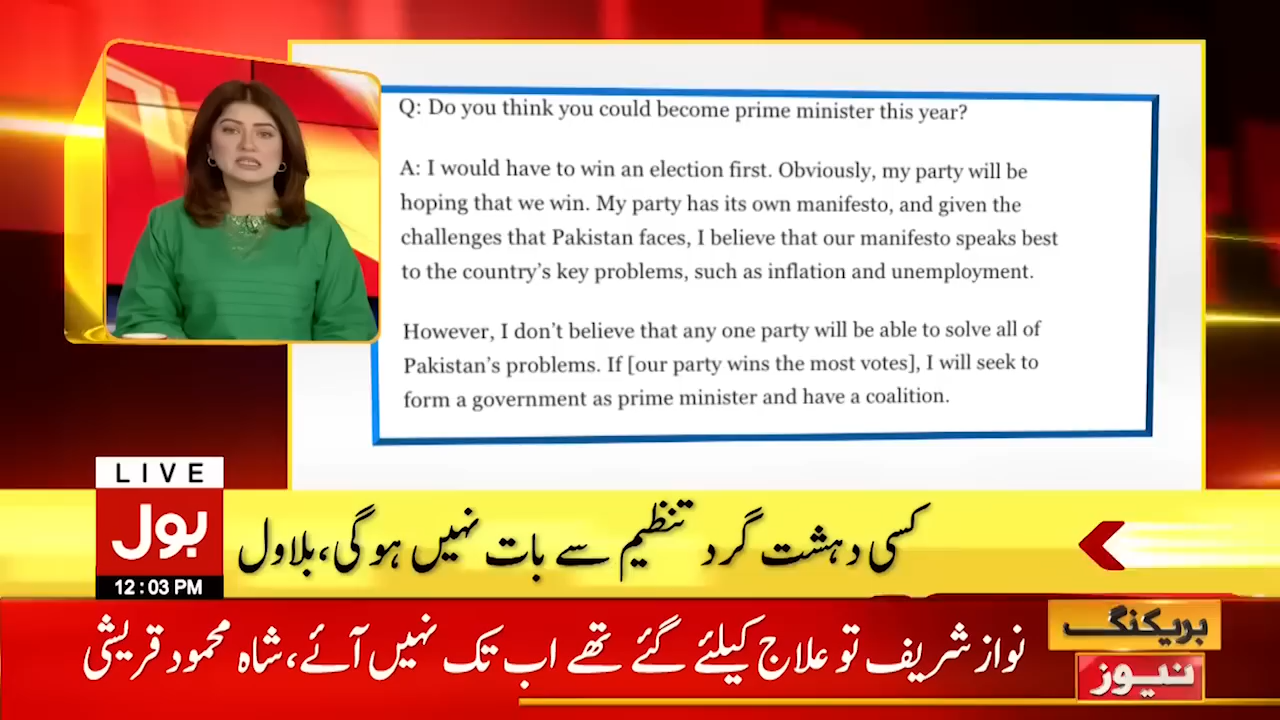 Q: Do you think you could become prime minister this year?
A: I would have to win an election first. Obviously, my party will be
hoping that we win. My party has its own manifesto, and given the
challenges that Pakistan faces, I believe that our manifesto speaks best
to the country's key problems, such as inflation and unemployment.
However, I don't believe that any one party will be able to solve all of
Pakistan's problems. If [our party wins the most votes], I will seek to
form a government as prime minister and have a coalition.
LIVE
بول
12:03 PM
کسی دہشت گرد تنظیم سے بات نہیں ہوگی، بلاول
بریکنگ
نیوز
نواز شریف تو علاج کیلئے گئے تھے اب تک نہیں آئے، شاہ محمود قریشی